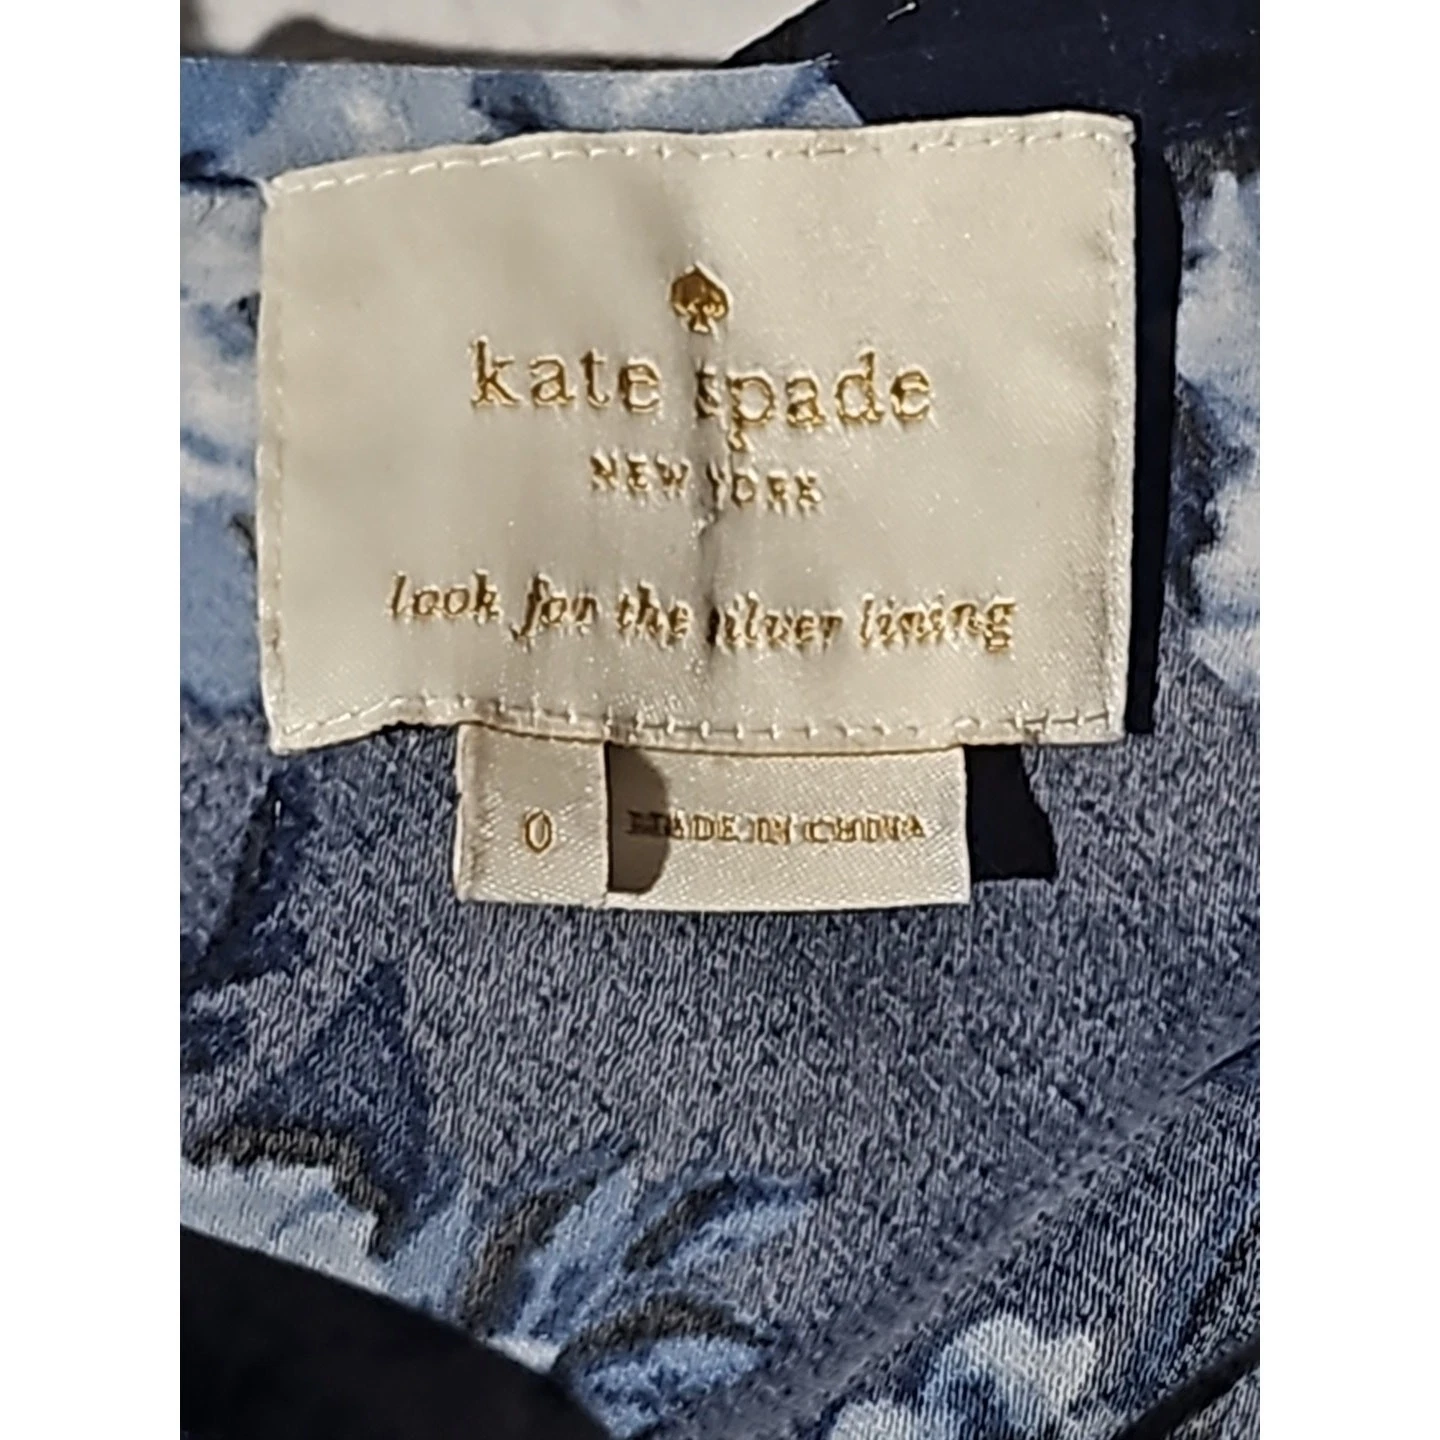 kate spade
NEW YORK
look for the silver lining
0
MADE IN CHINA